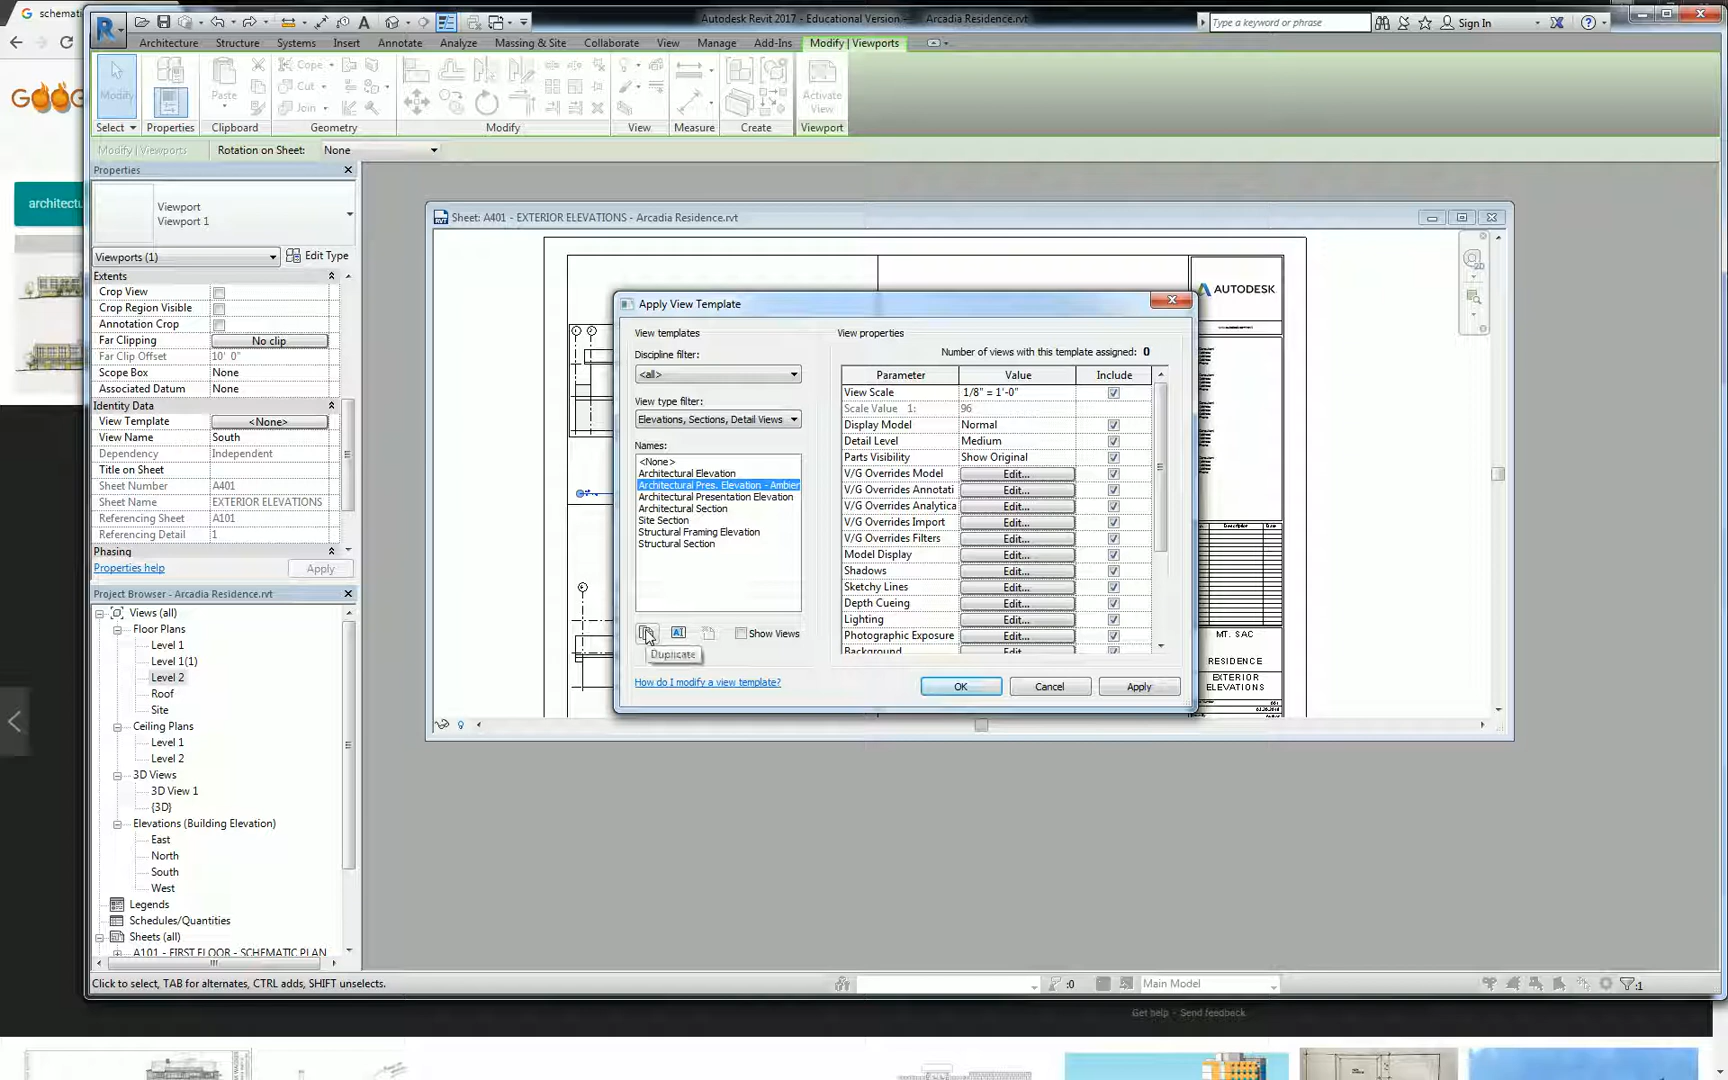 schemati
Autodesk Revit 2017 - Educational Version - Arcadia Residence.rvt
Type a keyword or phrase
Sign In
Architecture Structure Systems Insert Annotate Analyze Massing & Site Collaborate View Manage Add-Ins Modify | Viewports
Modify
Paste
Cope
Cut
Join
Activate
View
Select Properties Clipboard Geometry Modify View Measure Create Viewport
Modify | Viewports
Rotation on Sheet: None
Properties
Viewport
Viewport 1
Viewports (1)
Edit Type
Extents
Crop View
Crop Region Visible
Annotation Crop
Far Clipping No clip
Far Clip Offset 10' 0"
Scope Box None
Associated Datum None
Identity Data
View Template <None>
View Name South
Dependency Independent
Title on Sheet
Sheet Number A401
Sheet Name EXTERIOR ELEVATIONS
Referencing Sheet A101
Referencing Detail 1
Phasing
Properties help
Apply
Project Browser - Arcadia Residence.rvt
Views (all)
Floor Plans
Level 1
Level 1(1)
Level 2
Roof
Site
Ceiling Plans
Level 1
Level 2
3D Views
3D View 1
{3D}
Elevations (Building Elevation)
East
North
South
West
Legends
Schedules/Quantities
Sheets (all)
A101 - FIRST FLOOR - SCHEMATIC PLAN
Click to select, TAB for alternates, CTRL adds, SHIFT unselects.
:0
Main Model
:1
Sheet: A401 - EXTERIOR ELEVATIONS - Arcadia Residence.rvt
AUTODESK
MT. SAC
RESIDENCE
EXTERIOR
ELEVATIONS
Apply View Template
View templates
Discipline filter:
<all>
View type filter:
Elevations, Sections, Detail Views
Names:
<None>
Architectural Elevation
Architectural Pres. Elevation - Ambien
Architectural Presentation Elevation
Architectural Section
Site Section
Structural Framing Elevation
Structural Section
Show Views
Duplicate
How do I modify a view template?
View properties
Number of views with this template assigned: 0
Parameter Value Include
View Scale 1/8" = 1'-0"
Scale Value 1: 96
Display Model Normal
Detail Level Medium
Parts Visibility Show Original
V/G Overrides Model Edit...
V/G Overrides Annotati Edit...
V/G Overrides Analytica Edit...
V/G Overrides Import Edit...
V/G Overrides Filters Edit...
Model Display Edit...
Shadows Edit...
Sketchy Lines Edit...
Depth Cueing Edit...
Lighting Edit...
Photographic Exposure Edit...
Background Edit...
OK Cancel Apply
GOOG
architectu
Get help - Send feedback